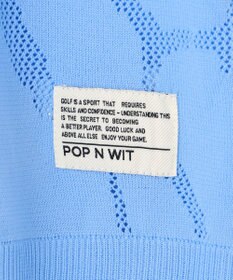 GOLF IS A SPORT THAT REQUIRES
SKILLS AND CONFIDENCE - UNDERSTANDING THIS
IS THE SECRET TO BECOMING
A BETTER PLAYER. GOOD LUCK AND
ABOVE ALL ELSE ENJOY YOUR GAME.
POP N WIT